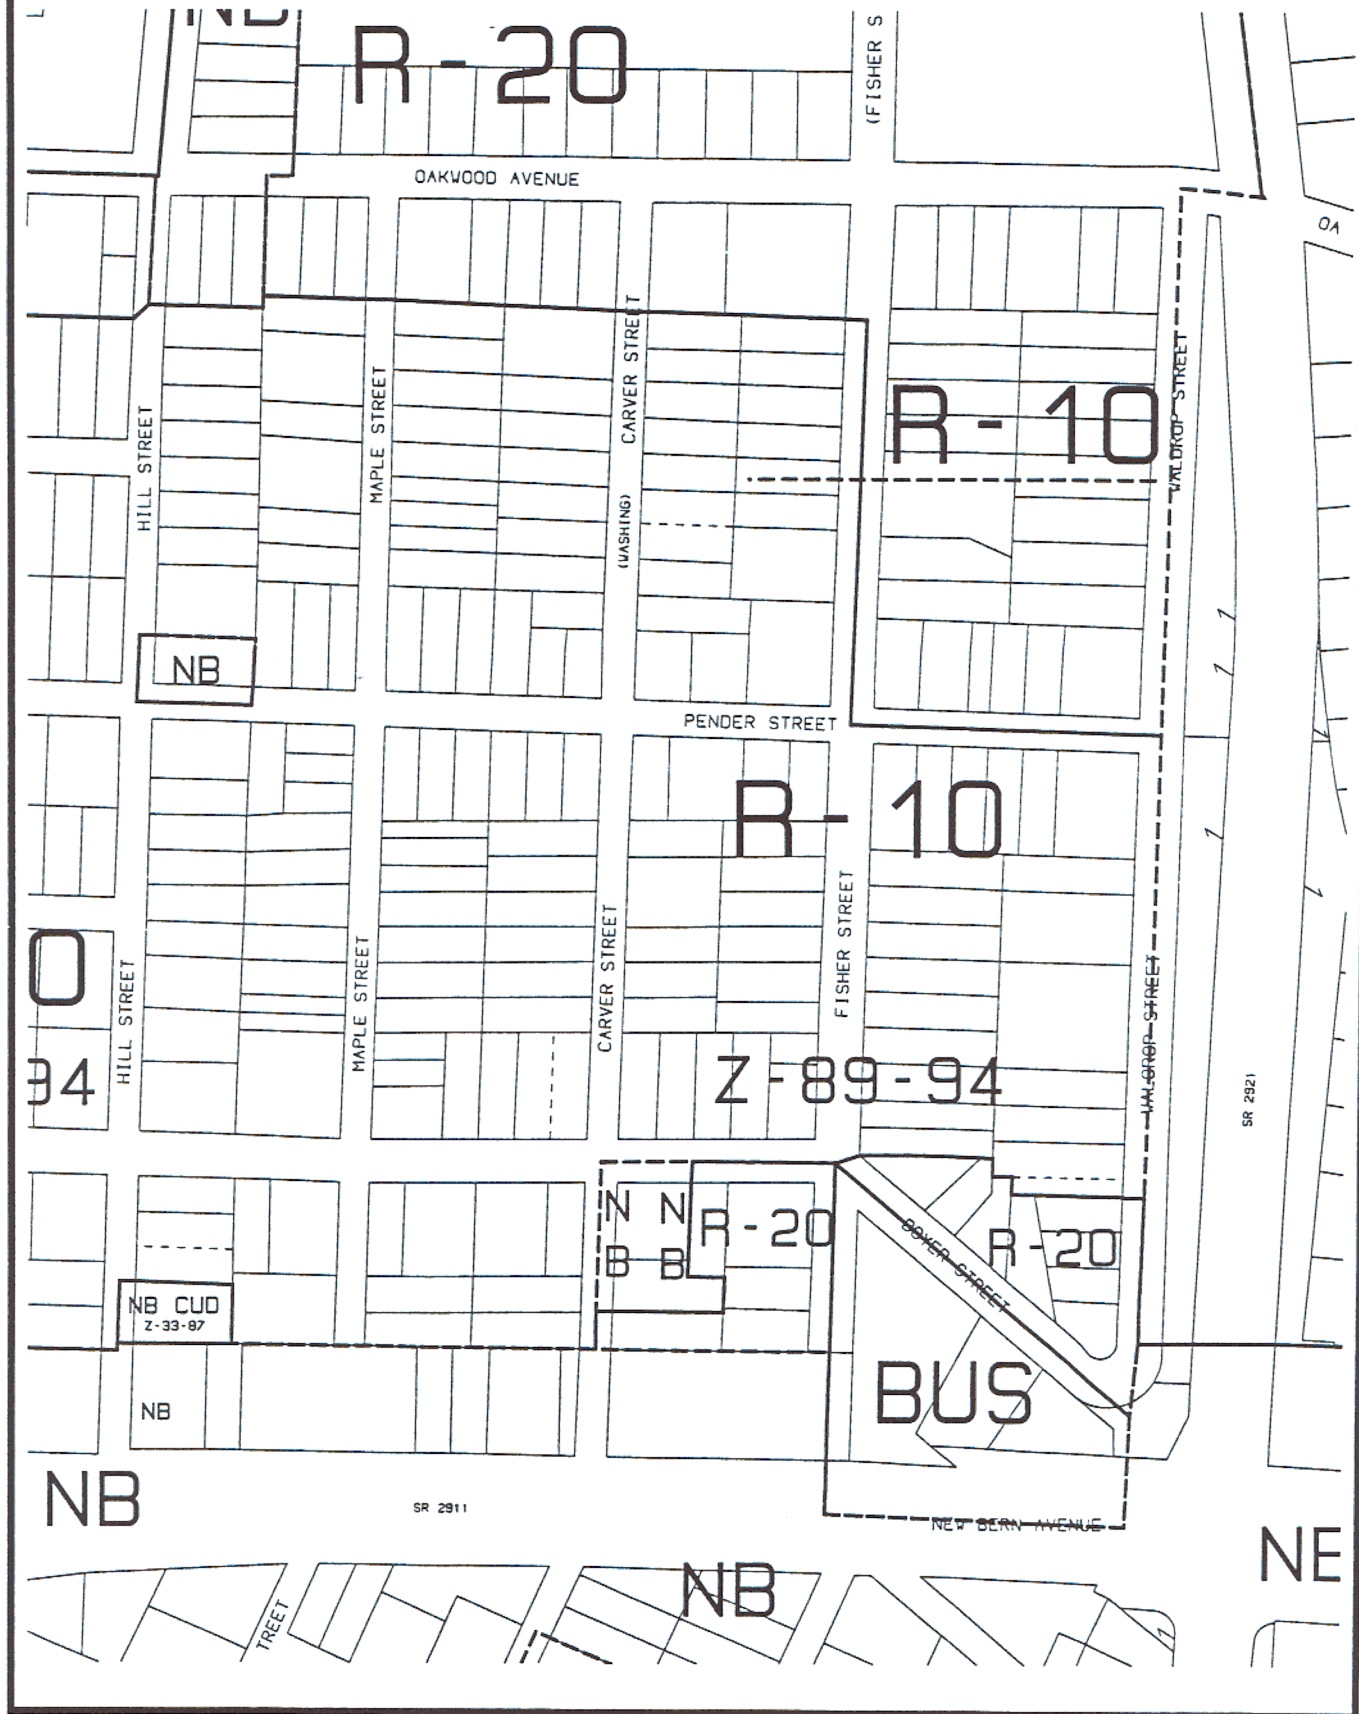 R-20
(FISHER S
OAKWOOD AVENUE
OA
CARVER STREET
WALDROP STREET
MAPLE STREET
R-10
HILL STREET
(WASHING)
NB
PENDER STREET
R-10
FISHER STREET
CARVER STREET
MAPLE STREET
HILL STREET
WALDROP STREET
Z-89-94
94
SR 2921
N N
B B
R-20
BOYER STREET
R-20
NB CUD
Z-33-87
BUS
NB
NB
SR 2911
NEW BERN AVENUE
NB
TREET